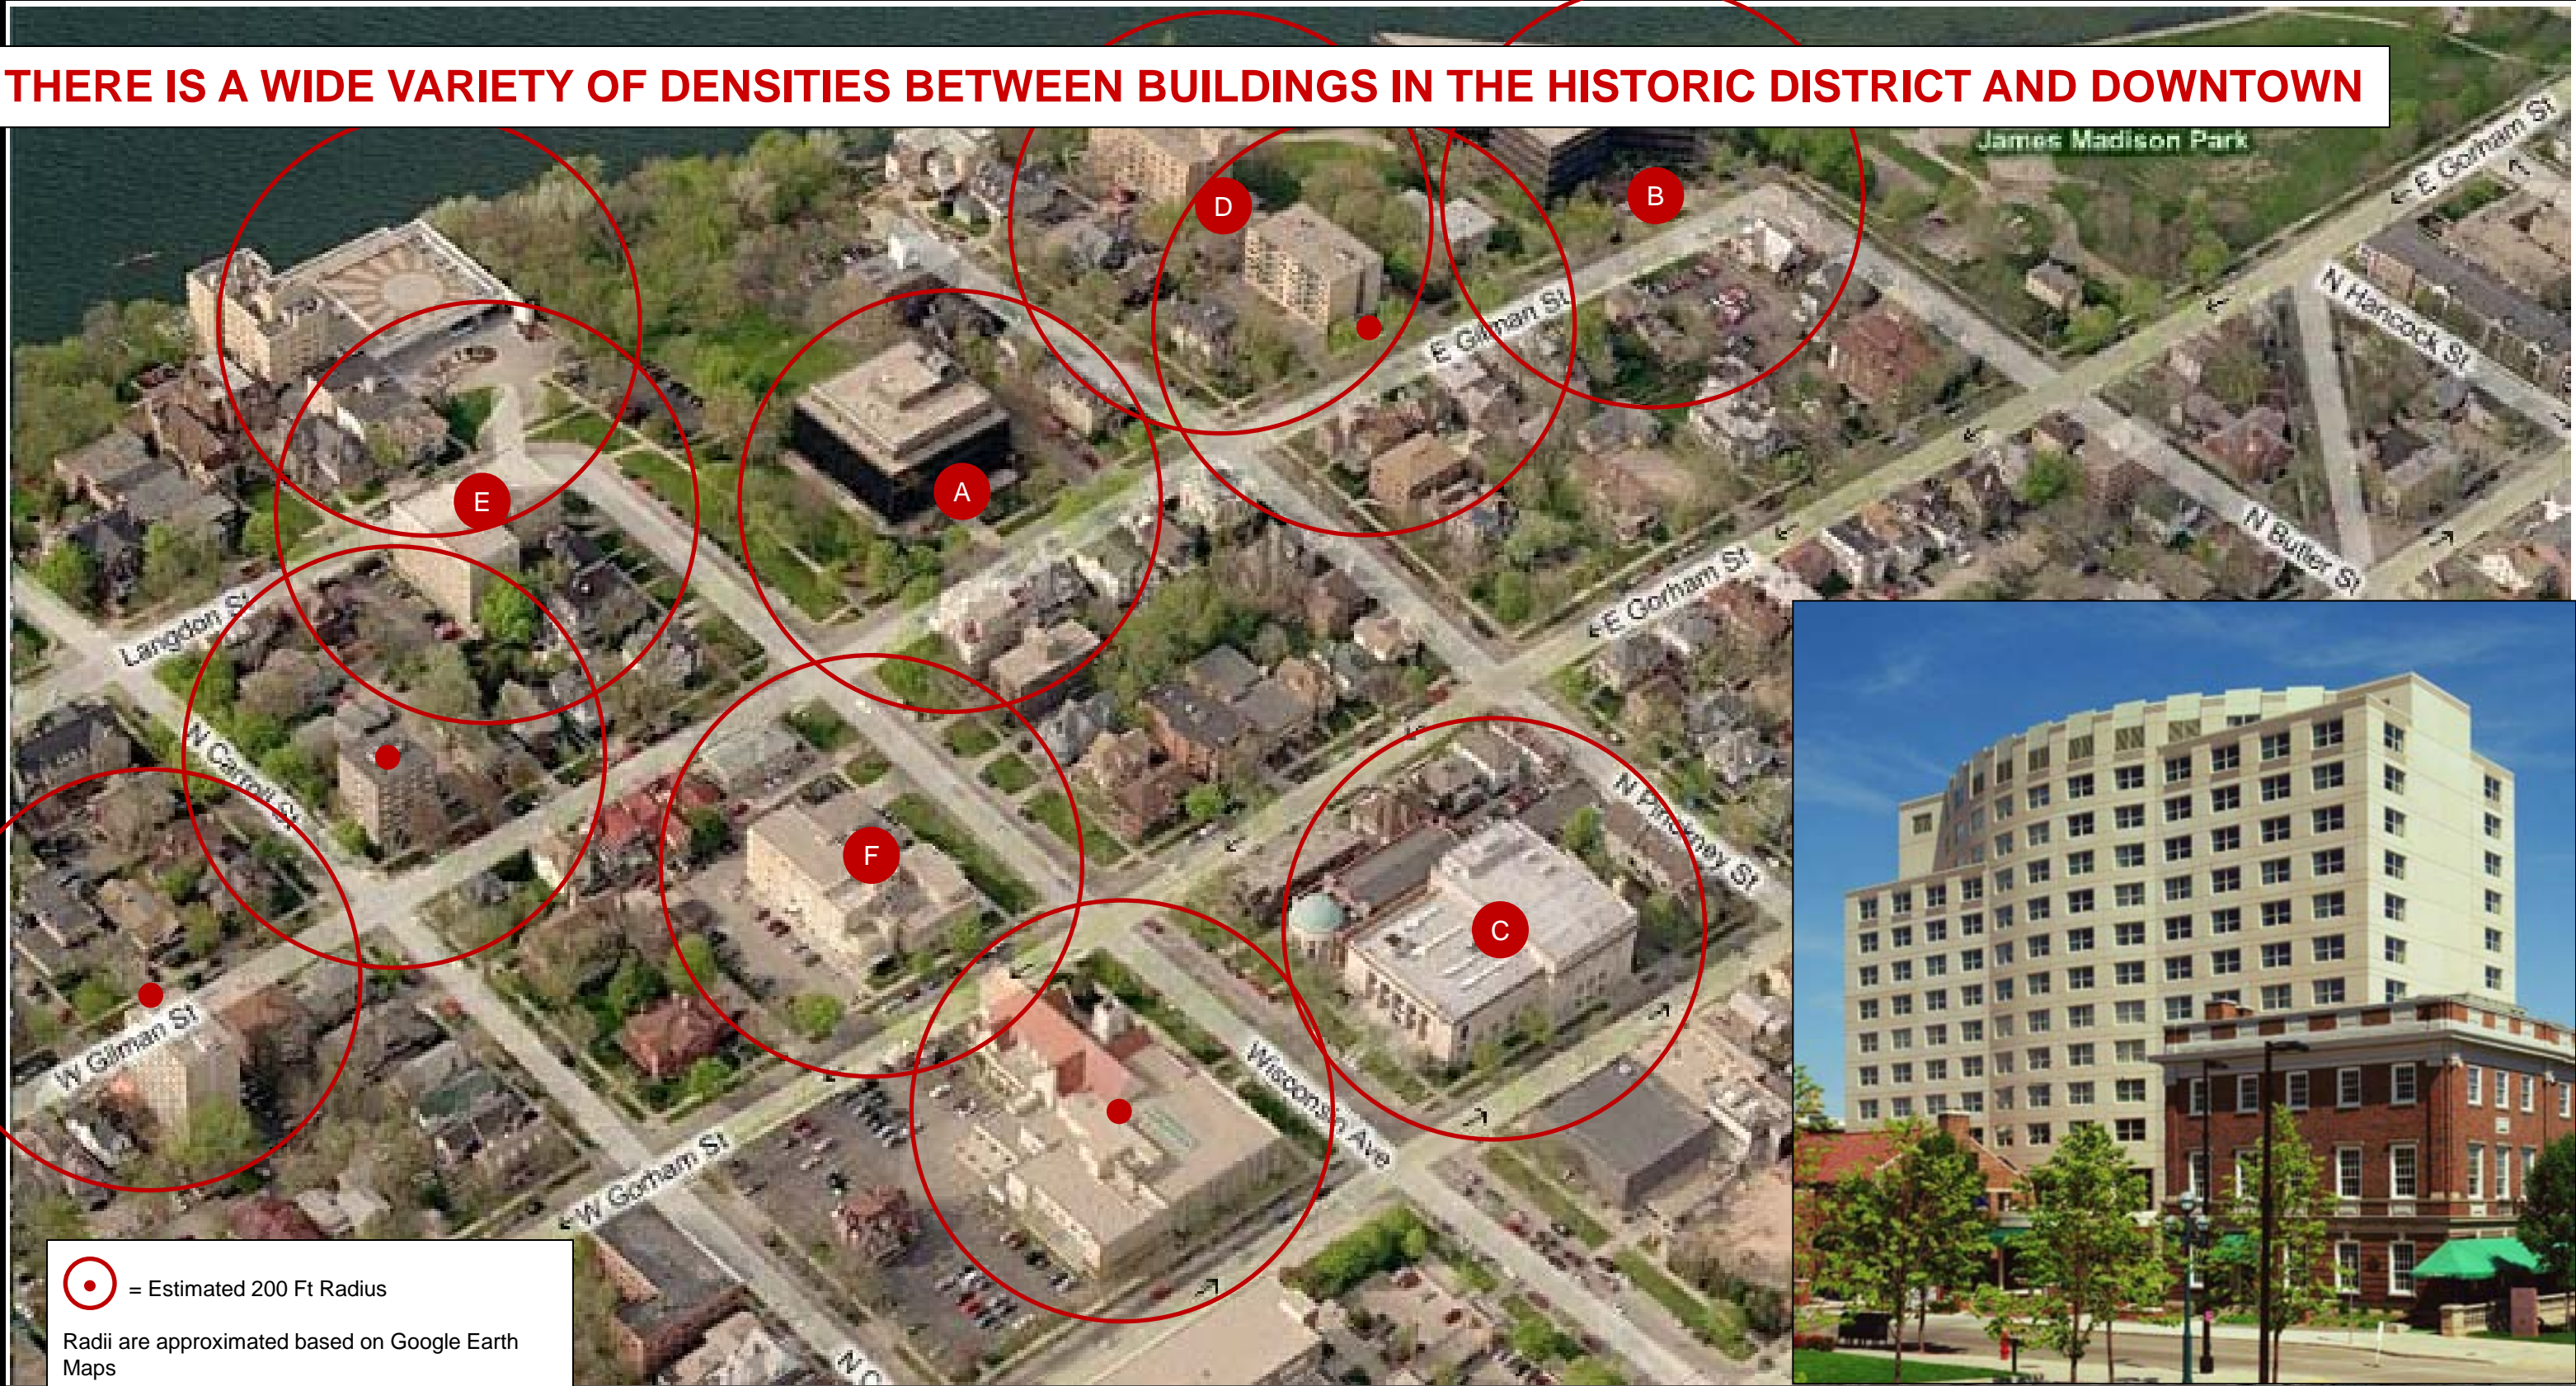 THERE IS A WIDE VARIETY OF DENSITIES BETWEEN BUILDINGS IN THE HISTORIC DISTRICT AND DOWNTOWN
James Madison Park
E Gorham St
D
B
N Hancock St
E Gilman St
E
A
N Butler St
E Gorham St
Langdon St
N Carroll St
N Pinckney St
F
C
W Gilman St
Wisconsin Ave
W Gorham St
= Estimated 200 Ft Radius
Radii are approximated based on Google Earth
Maps
N C